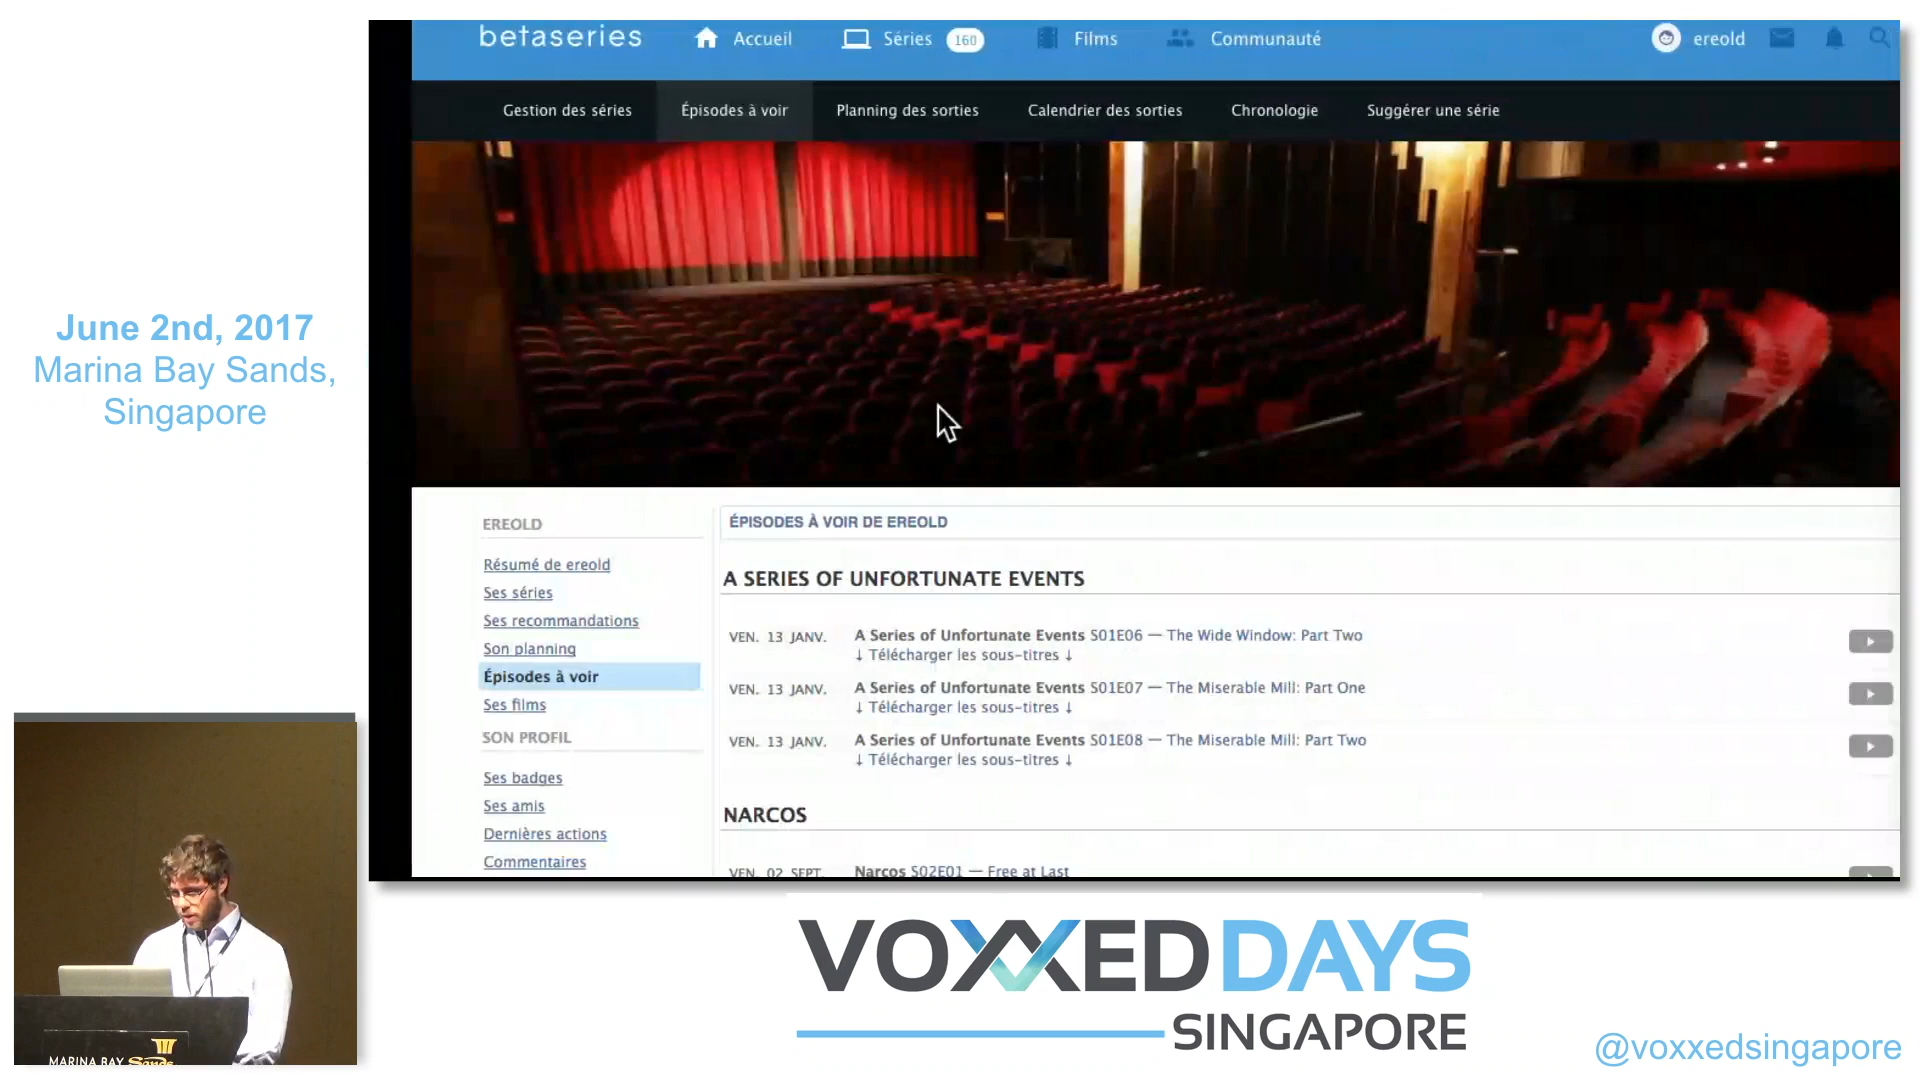 betaseries
Accueil
Séries 160
Films
Communauté
ereold
Gestion des séries
Épisodes à voir
Planning des sorties
Calendrier des sorties
Chronologie
Suggérer une série
June 2nd, 2017
Marina Bay Sands,
Singapore
EREOLD
Résumé de ereold
Ses séries
Ses recommandations
Son planning
Épisodes à voir
Ses films
SON PROFIL
Ses badges
Ses amis
Dernières actions
Commentaires
ÉPISODES À VOIR DE EREOLD
A SERIES OF UNFORTUNATE EVENTS
VEN. 13 JANV. A Series of Unfortunate Events S01E06 — The Wide Window: Part Two
↓ Télécharger les sous-titres ↓
VEN. 13 JANV. A Series of Unfortunate Events S01E07 — The Miserable Mill: Part One
↓ Télécharger les sous-titres ↓
VEN. 13 JANV. A Series of Unfortunate Events S01E08 — The Miserable Mill: Part Two
↓ Télécharger les sous-titres ↓
NARCOS
VEN. 02 SEPT. Narcos S02E01 — Free at Last
MARINA BAY Sands
VOXXED DAYS
SINGAPORE
@voxxedsingapore